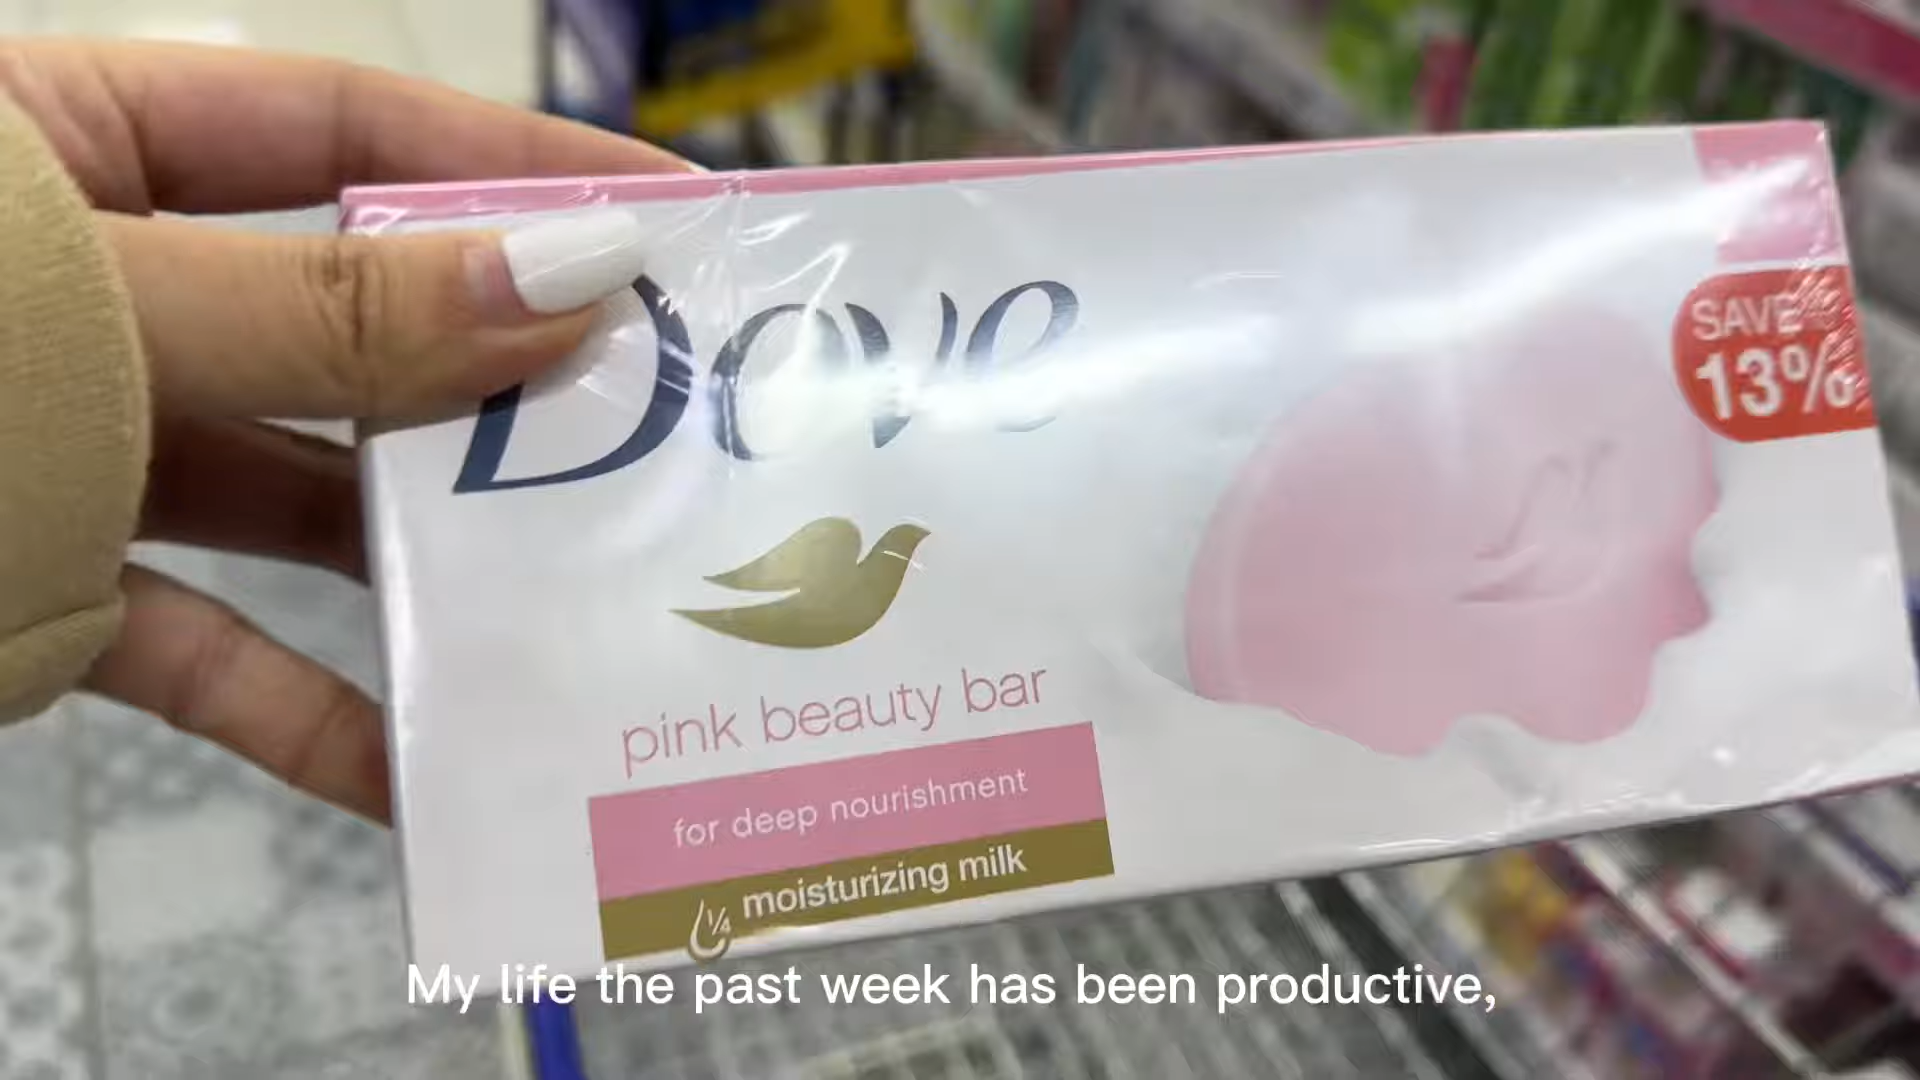 Dove
SAVE
13%
pink beauty bar
for deep nourishment
1/4 moisturizing milk
My life the past week has been productive,